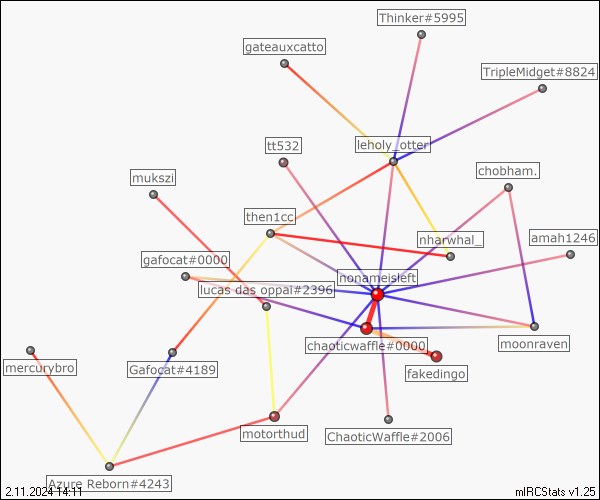 Thinker#5995
gateauxcatto
TripleMidget#8824
tt532
leholy_otter
chobham.
mukszi
then1cc
nharwhal_
amah1246
gafocat#0000
nonameisleft
lucas das oppai#2396
chaoticwaffle#0000
moonraven
mercurybro
Gafocat#4189
fakedingo
motorthud
ChaoticWaffle#2006
Azure Reborn#4243
2.11.2024 14:11
mIRCStats v1.25